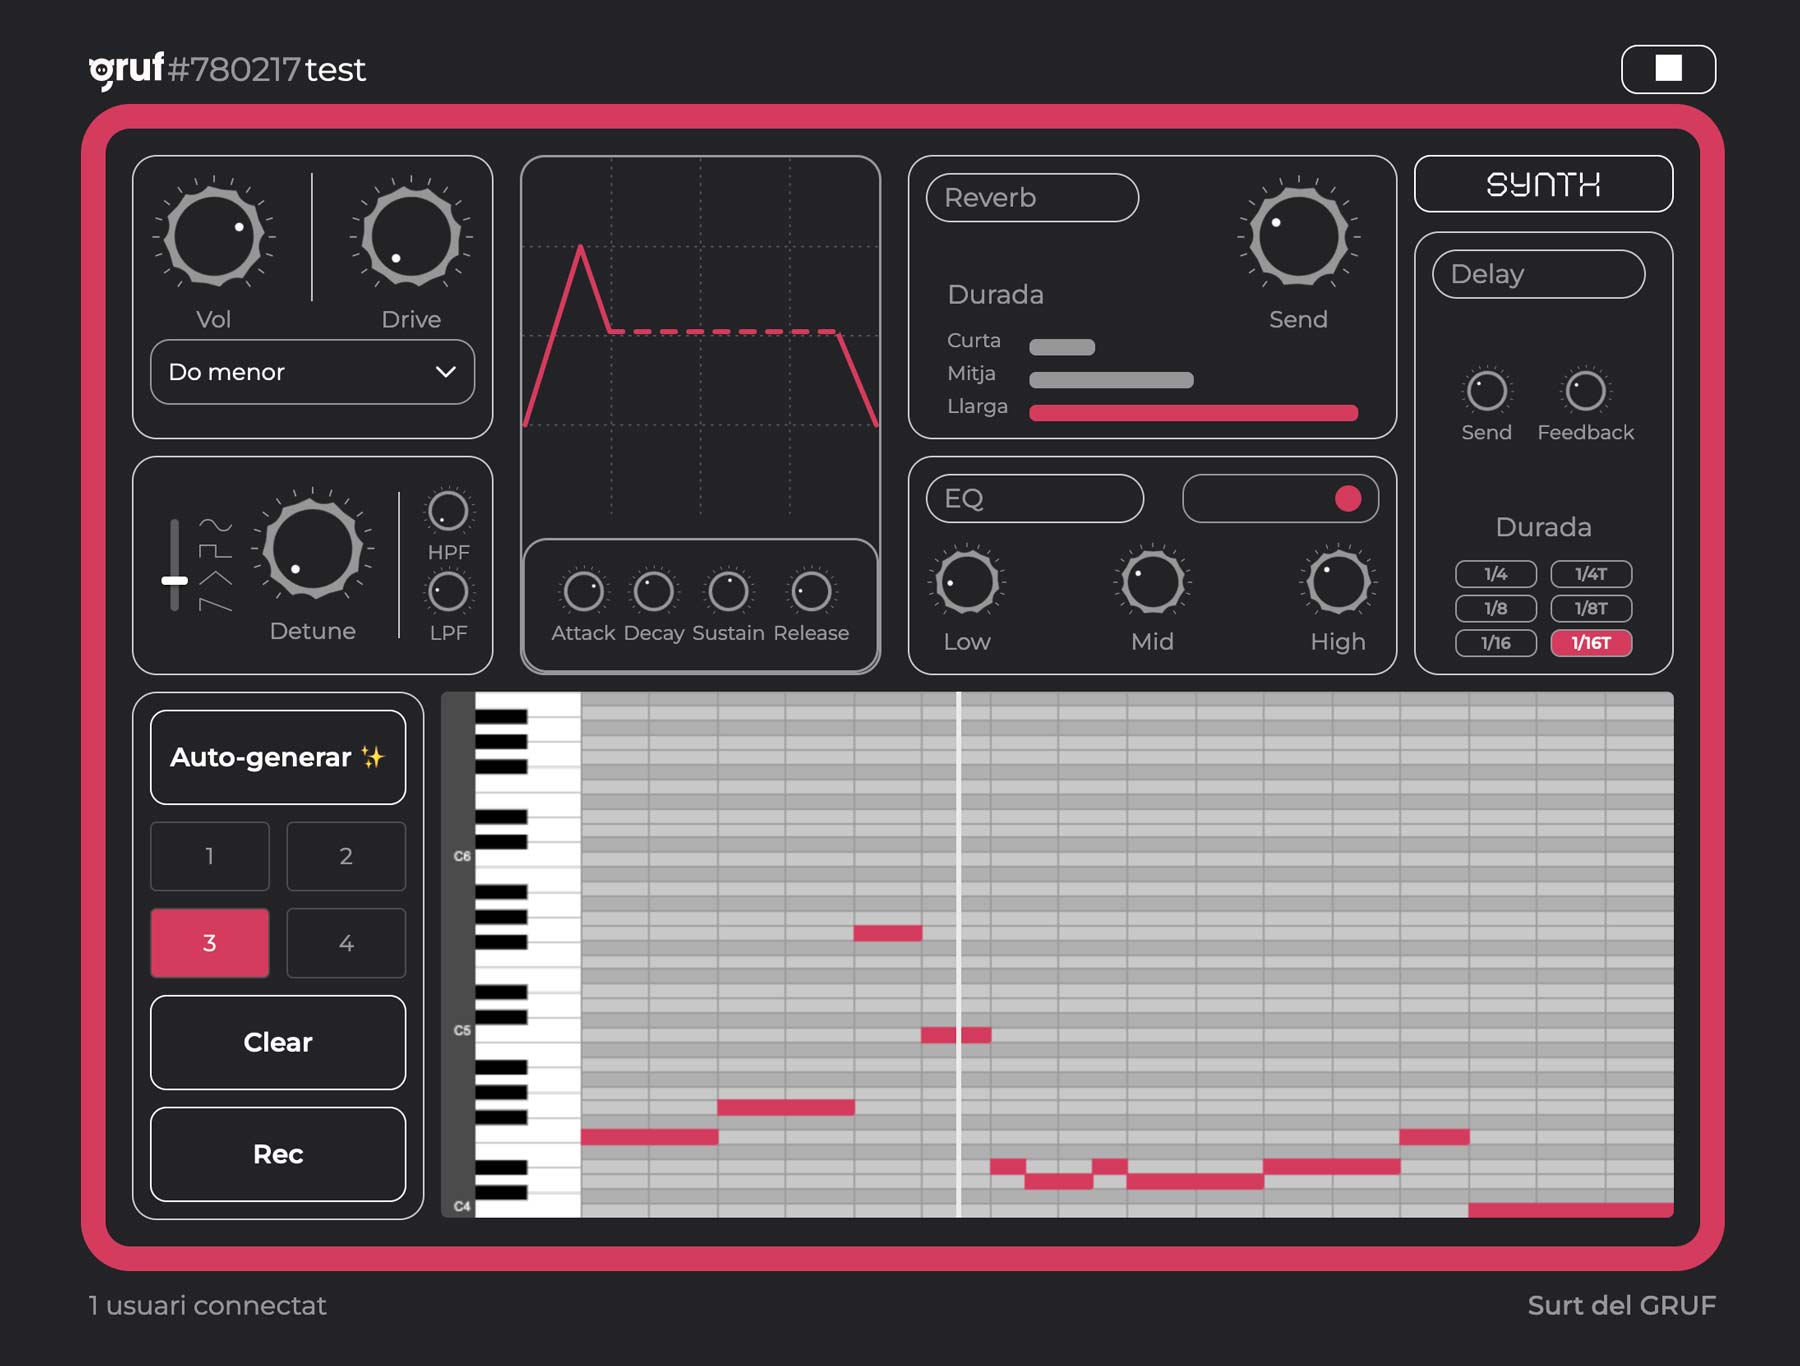 gruf#780217 test
Vol
Drive
Do menor
Detune
HPF
LPF
Attack Decay Sustain Release
Reverb
Durada
Curta
Mitja
Llarga
Send
EQ
Low
Mid
High
SYNTH
Delay
Send
Feedback
Durada
1/4 1/4T
1/8 1/8T
1/16 1/16T
Auto-generar ✨
1 2
3 4
Clear
Rec
C6
C5
C4
1 usuari connectat
Surt del GRUF